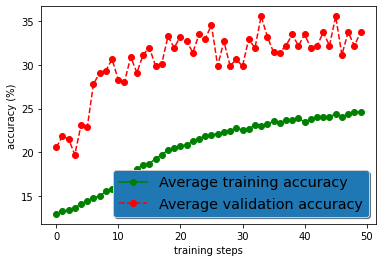 35
30
25
20
15
accuracy (%)
Average training accuracy
Average validation accuracy
0 10 20 30 40 50
training steps